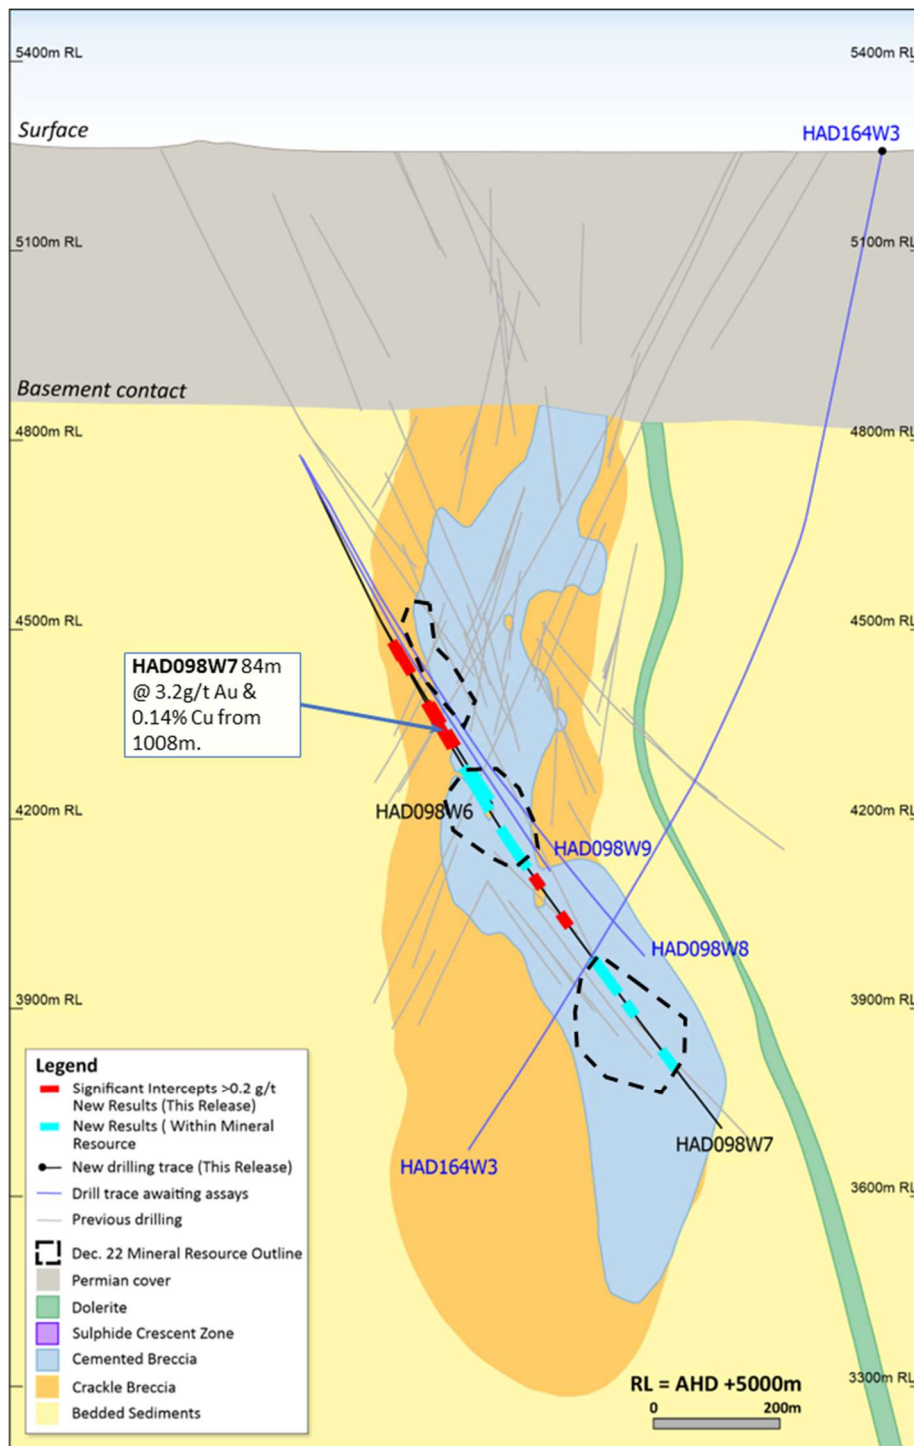 5400m RL
5400m RL
Surface
HAD164W3
5100m RL
5100m RL
Basement contact
4800m RL
4800m RL
4500m RL
4500m RL
HAD098W7 84m
@ 3.2g/t Au &
0.14% Cu from
1008m.
4200m RL
4200m RL
HAD098W6
HAD098W9
HAD098W8
3900m RL
3900m RL
Legend
Significant Intercepts >0.2 g/t
New Results (This Release)
New Results ( Within Mineral
Resource
New drilling trace (This Release)
Drill trace awaiting assays
Previous drilling
Dec. 22 Mineral Resource Outline
Permian cover
Dolerite
Sulphide Crescent Zone
Cemented Breccia
Crackle Breccia
Bedded Sediments
HAD098W7
HAD164W3
3600m RL
RL = AHD +5000m
0 200m
3300m RL